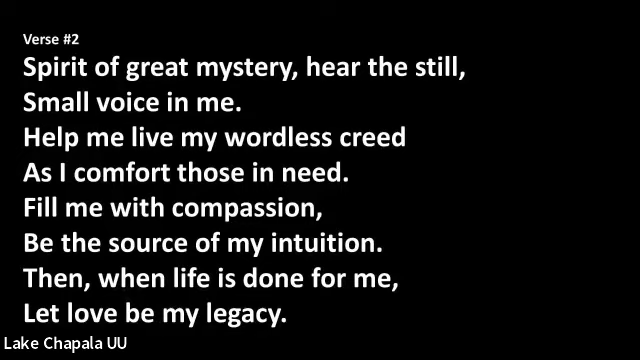 Verse #2
Spirit of great mystery, hear the still,
Small voice in me.
Help me live my wordless creed
As I comfort those in need.
Fill me with compassion,
Be the source of my intuition.
Then, when life is done for me,
Let love be my legacy.
Lake Chapala UU